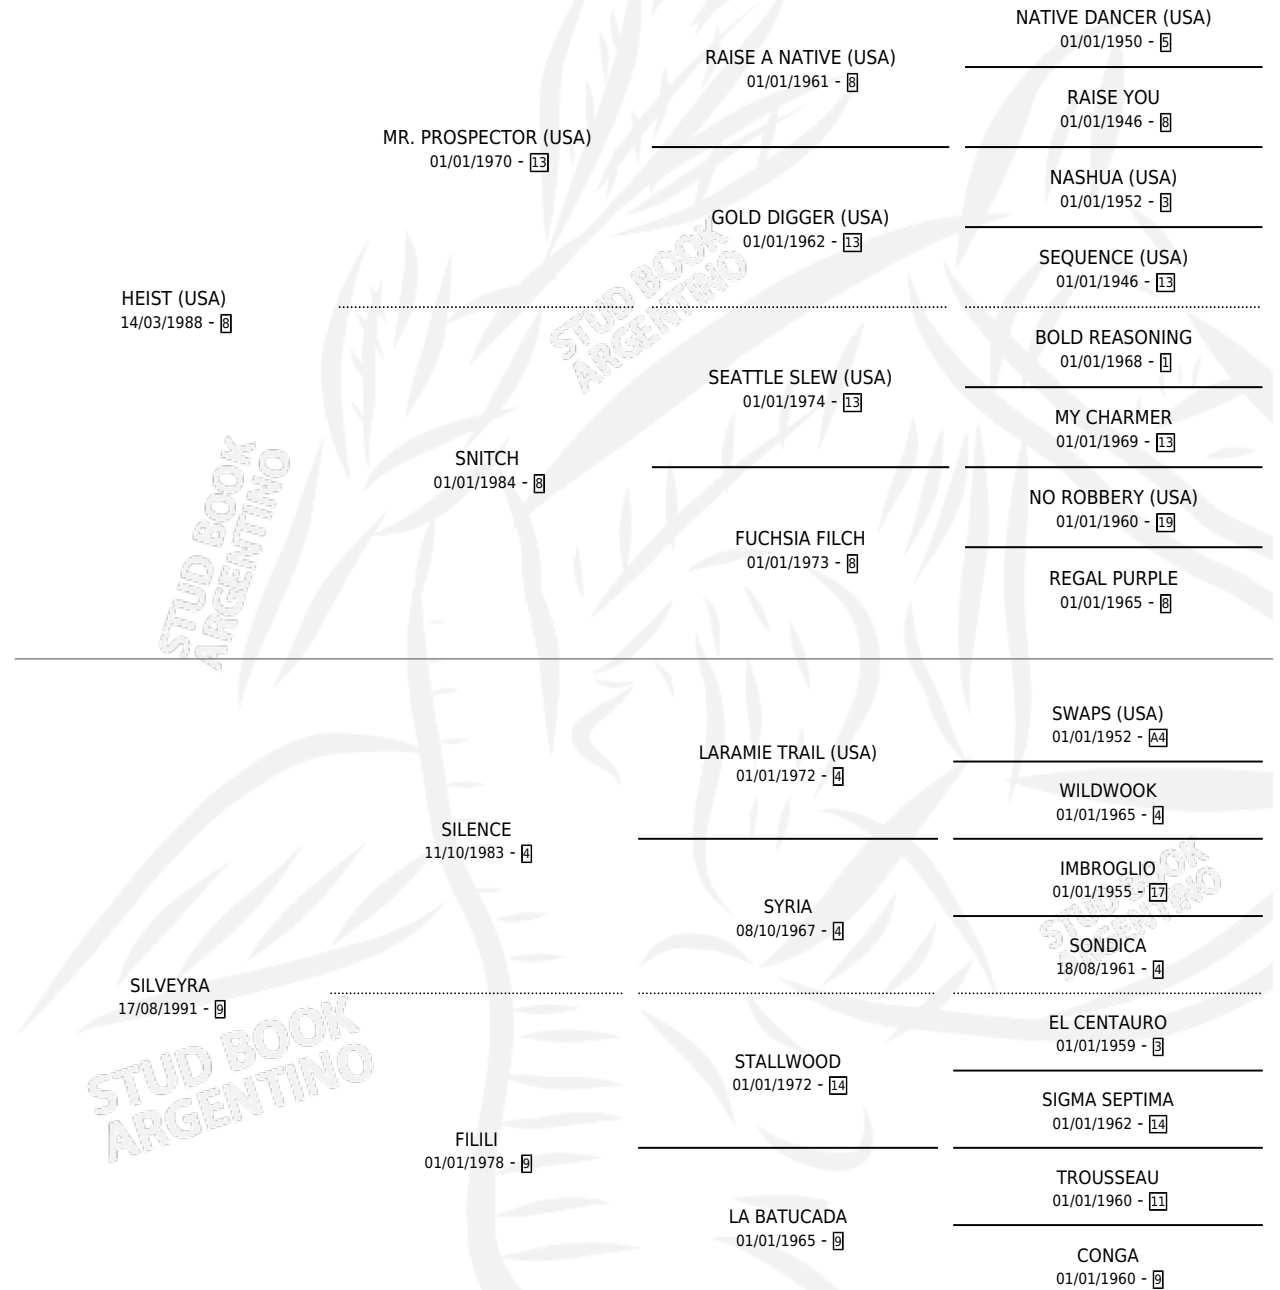 NATIVE DANCER (USA)
01/01/1950 - 5
RAISE A NATIVE (USA)
01/01/1961 - 8
RAISE YOU
01/01/1946 - 8
MR. PROSPECTOR (USA)
01/01/1970 - 13
NASHUA (USA)
01/01/1952 - 3
GOLD DIGGER (USA)
01/01/1962 - 13
SEQUENCE (USA)
01/01/1946 - 13
HEIST (USA)
14/03/1988 - 8
BOLD REASONING
01/01/1968 - 1
SEATTLE SLEW (USA)
01/01/1974 - 13
MY CHARMER
01/01/1969 - 13
SNITCH
01/01/1984 - 8
NO ROBBERY (USA)
01/01/1960 - 19
FUCHSIA FILCH
01/01/1973 - 8
REGAL PURPLE
01/01/1965 - 8
SWAPS (USA)
01/01/1952 - A4
LARAMIE TRAIL (USA)
01/01/1972 - 4
WILDWOOK
01/01/1965 - 4
SILENCE
11/10/1983 - 4
IMBROGLIO
01/01/1955 - 17
SYRIA
08/10/1967 - 4
SONDICA
18/08/1961 - 4
SILVEYRA
17/08/1991 - 9
EL CENTAURO
01/01/1959 - 3
STALLWOOD
01/01/1972 - 14
SIGMA SEPTIMA
01/01/1962 - 14
FILILI
01/01/1978 - 9
TROUSSEAU
01/01/1960 - 11
LA BATUCADA
01/01/1965 - 9
CONGA
01/01/1960 - 9
STUD BOOK
ARGENTINO
STUD BOOK
ARGENTINO
STUD BOOK
ARGENTINO
STUD BOOK
ARGENTINO